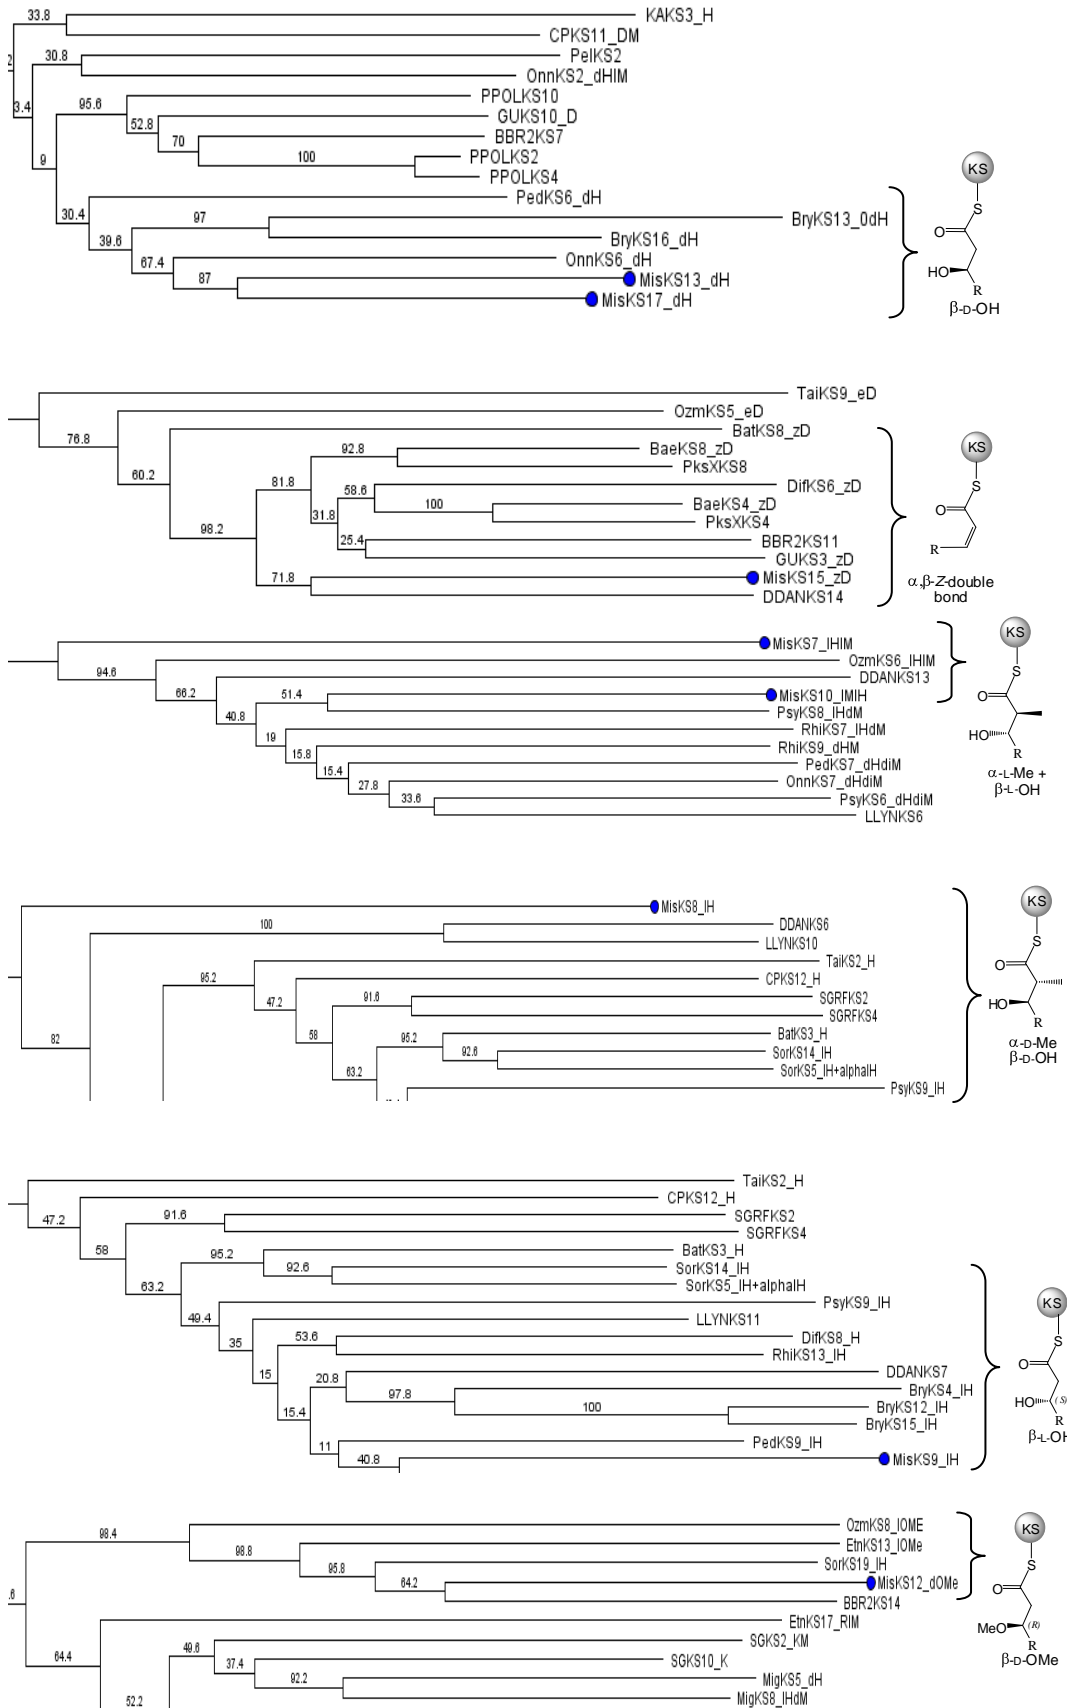 33.8
KAKS3_H
CPKS11_DM
2
30.8
PelKS2
OnnKS2_dHlM
3.4
95.6
PPOLKS10
52.8
GUKS10_D
70
BBR2KS7
9
100
PPOLKS2
PPOLKS4
KS
S
O
HO
R
β-D-OH
30.4
PedKS6_dH
97
BryKS13_0dH
39.6
BryKS16_dH
67.4
OnnKS6_dH
87
MisKS13_dH
MisKS17_dH
TaiKS9_eD
76.8
OzmKS5_eD
60.2
BatKS8_zD
92.8
BaeKS8_zD
PksXKS8
81.8
58.6
DifKS6_zD
31.8
100
BaeKS4_zD
PksXKS4
98.2
25.4
BBR2KS11
GUKS3_zD
71.8
MisKS15_zD
DDANKS14
KS
S
O
R
α,β-Z-double
bond
MisKS7_lHlM
94.6
OzmKS6_lHlM
66.2
DDANKS13
51.4
MisKS10_lMlH
40.8
PsyKS8_lHdM
19
RhiKS7_lHdM
15.8
RhiKS9_dHM
15.4
PedKS7_dHdiM
27.8
OnnKS7_dHdiM
33.6
PsyKS6_dHdiM
LLYNKS6
KS
S
O
HO
R
α-L-Me +
β-L-OH
MisKS8_lH
100
DDANKS6
LLYNKS10
95.2
TaiKS2_H
47.2
CPKS12_H
91.6
SGRFKS2
SGRFKS4
82
58
95.2
BatKS3_H
92.6
SorKS14_lH
63.2
SorKS5_lH+alphalH
PsyKS9_lH
KS
S
O
HO
R
α-D-Me
β-D-OH
TaiKS2_H
47.2
CPKS12_H
91.6
SGRFKS2
58
SGRFKS4
95.2
BatKS3_H
92.6
SorKS14_lH
63.2
SorKS5_lH+alphalH
49.4
PsyKS9_lH
35
LLYNKS11
53.6
DifKS8_H
15
RhiKS13_lH
20.8
DDANKS7
97.8
BryKS4_lH
15.4
100
BryKS12_lH
BryKS15_lH
11
PedKS9_lH
40.8
MisKS9_lH
KS
S
O
HO
(S)
R
β-L-OH
98.4
OzmKS8_lOME
98.8
EtnKS13_lOMe
95.8
SorKS19_lH
64.2
MisKS12_dOMe
.6
BBR2KS14
EtnKS17_RlM
64.4
49.6
SGKS2_KM
37.4
SGKS10_K
92.2
MigKS5_dH
52.2
MigKS8_lHdM
KS
S
O
MeO
(R)
R
β-D-OMe